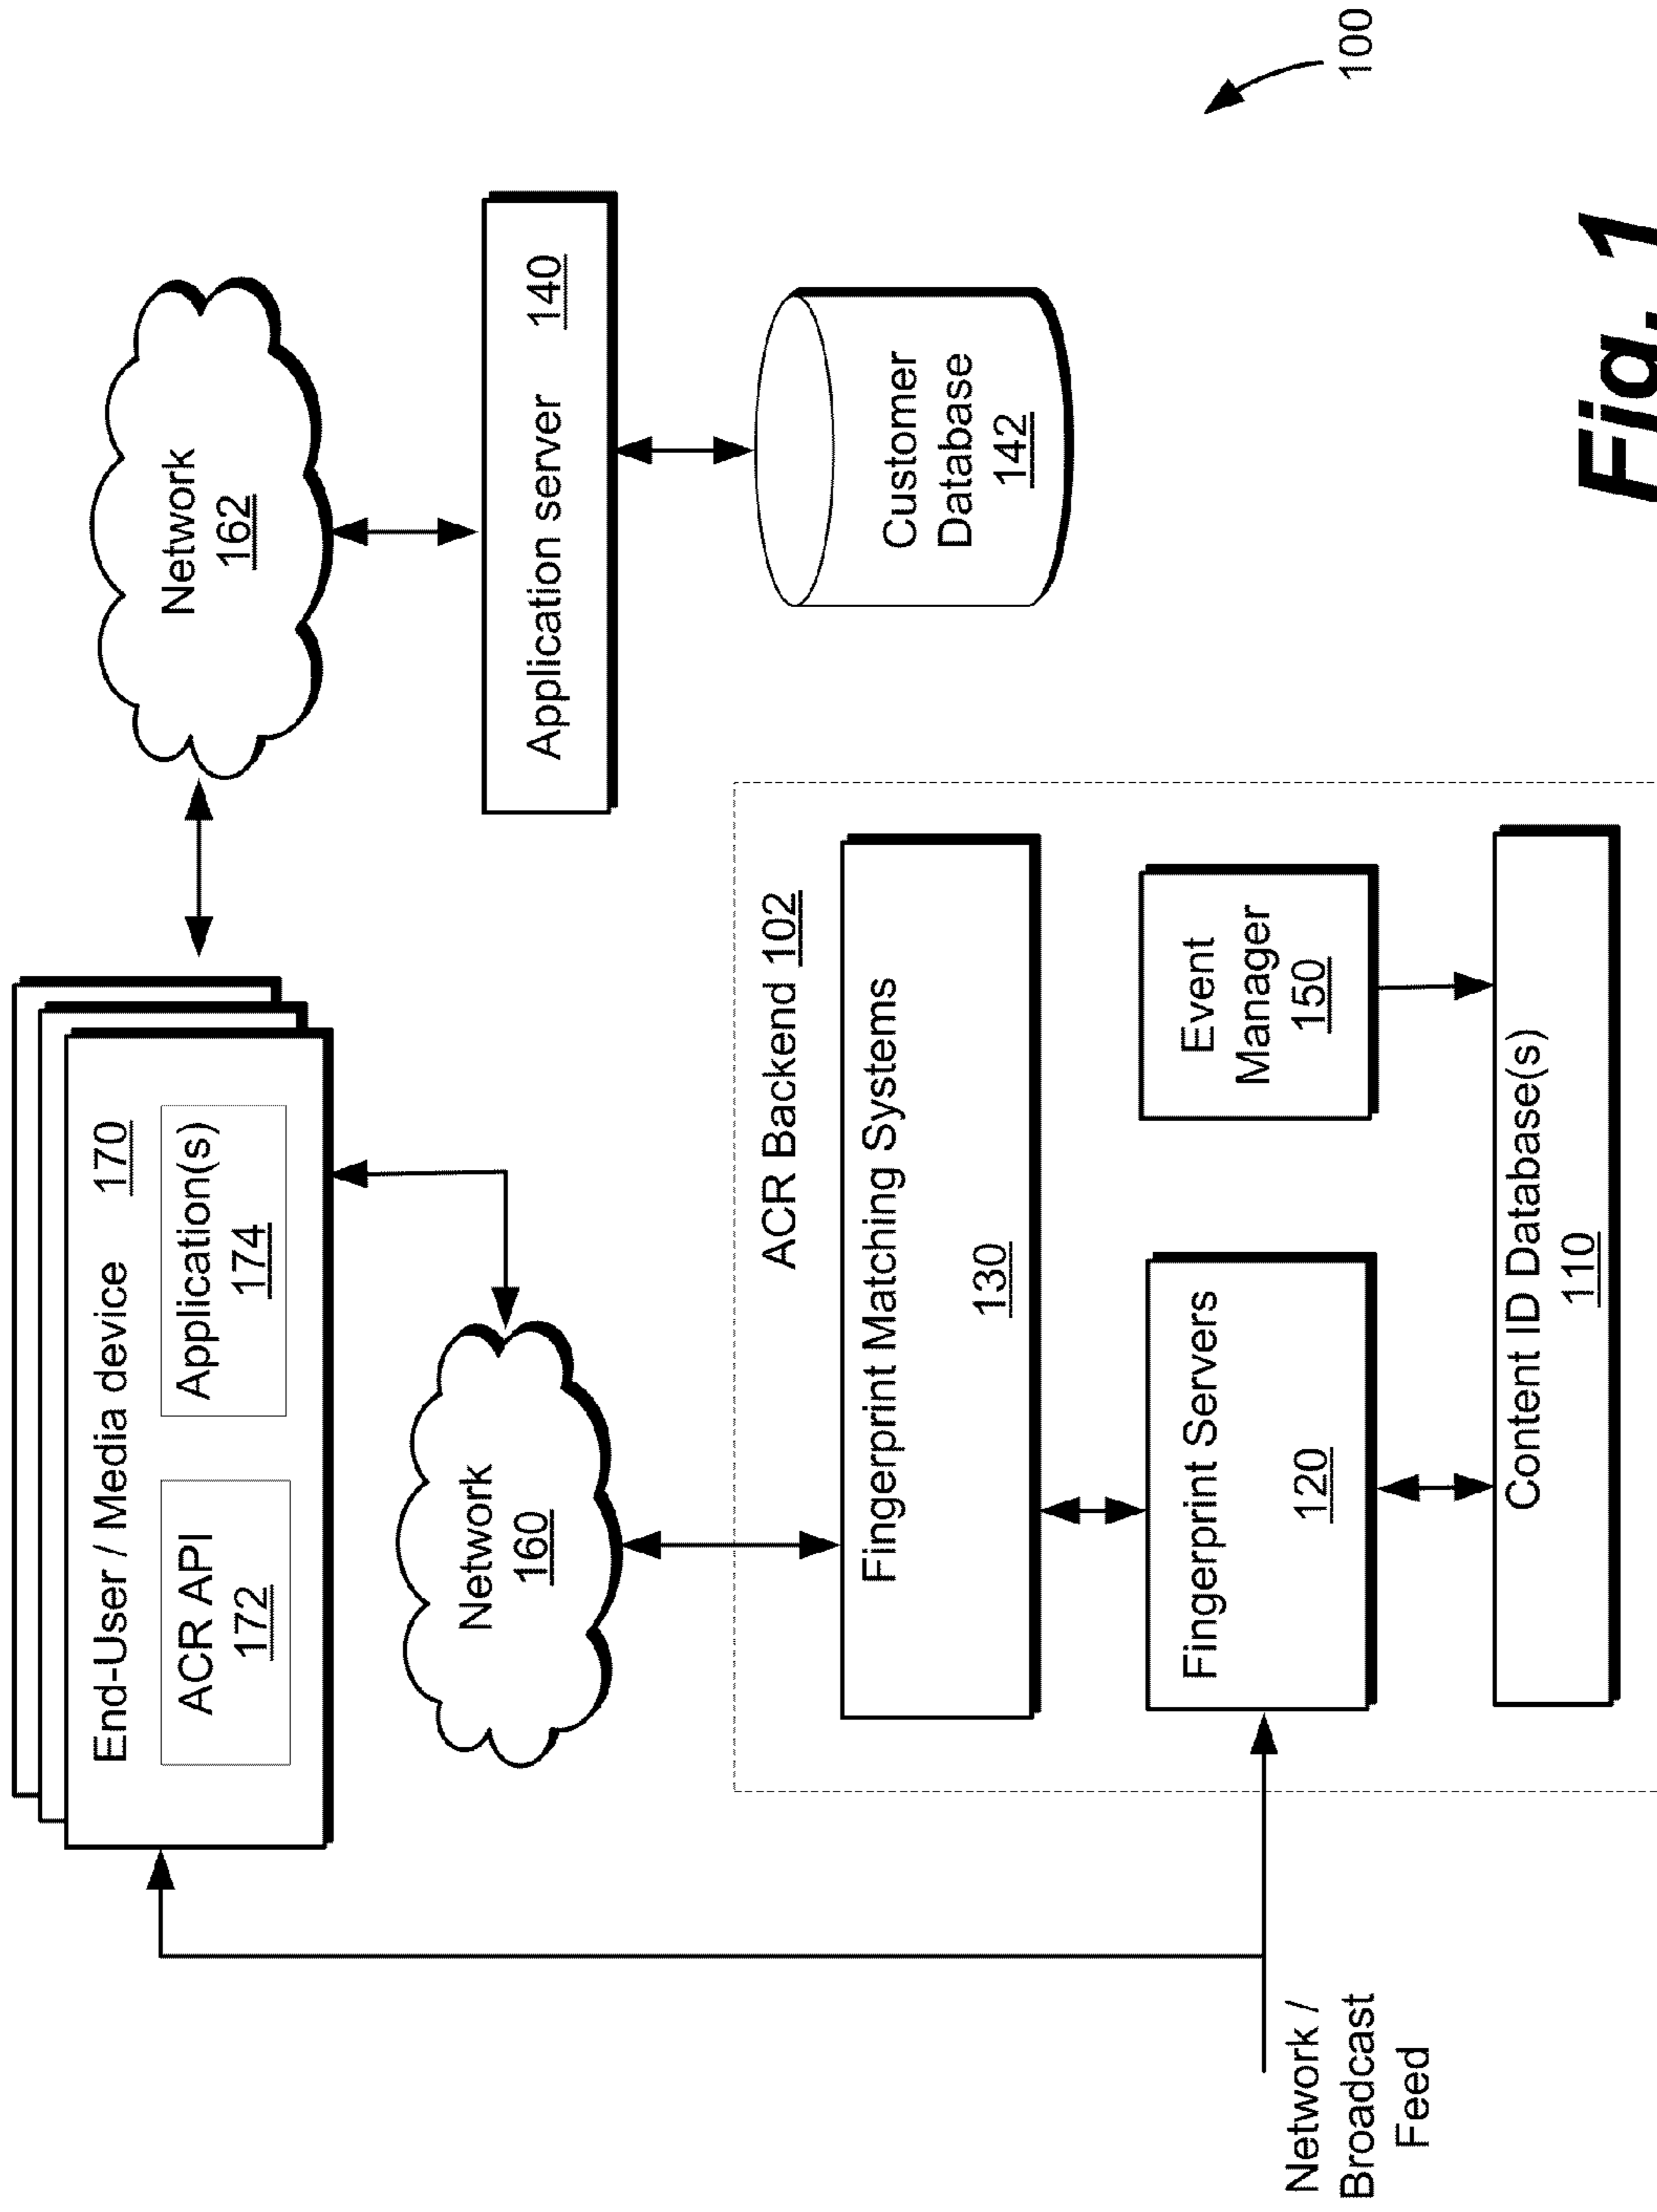 End-User / Media device 170
ACR API
172
Application(s)
174
Network
162
Network
160
Application server 140
Customer
Database
142
ACR Backend 102
Fingerprint Matching Systems
130
Fingerprint Servers
120
Event
Manager
150
Content ID Database(s)
110
Network /
Broadcast
Feed
100
Fig. 1